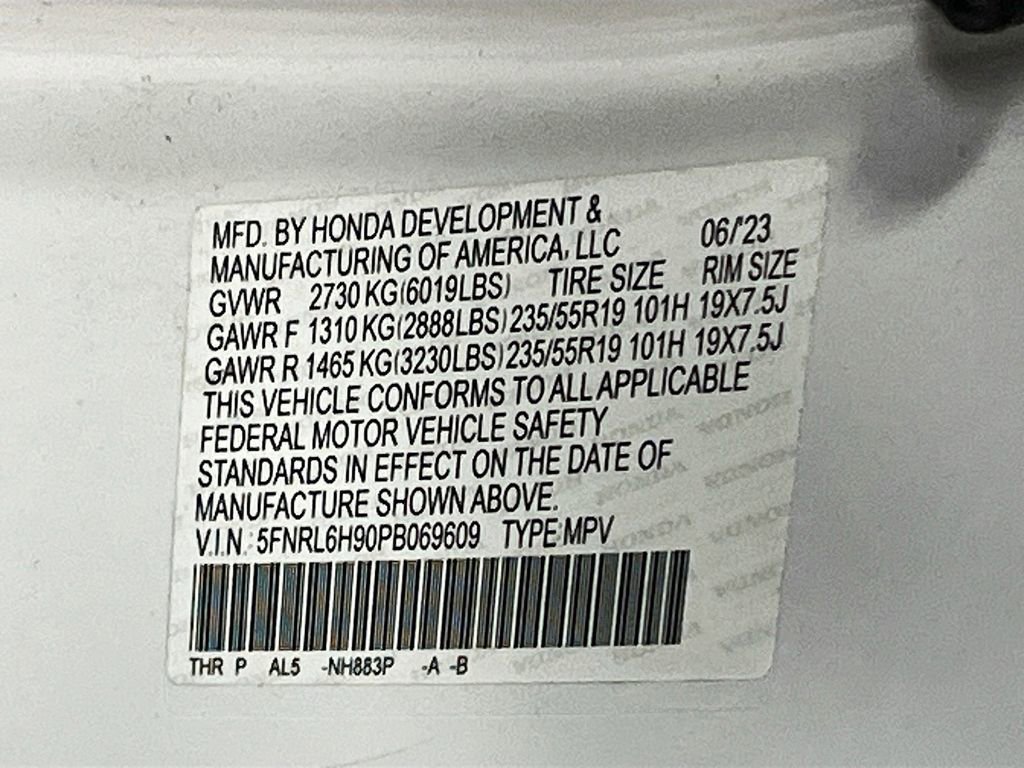 MFD. BY HONDA DEVELOPMENT &
MANUFACTURING OF AMERICA, LLC 06/'23
GVWR 2730 KG(6019LBS) TIRE SIZE RIM SIZE
GAWR F 1310 KG(2888LBS) 235/55R19 101H 19X7.5J
GAWR R 1465 KG(3230LBS) 235/55R19 101H 19X7.5J
THIS VEHICLE CONFORMS TO ALL APPLICABLE
FEDERAL MOTOR VEHICLE SAFETY
STANDARDS IN EFFECT ON THE DATE OF
MANUFACTURE SHOWN ABOVE.
V.I.N.: 5FNRL6H90PB069609 TYPE:MPV
THR P AL5 -NH883P -A -B